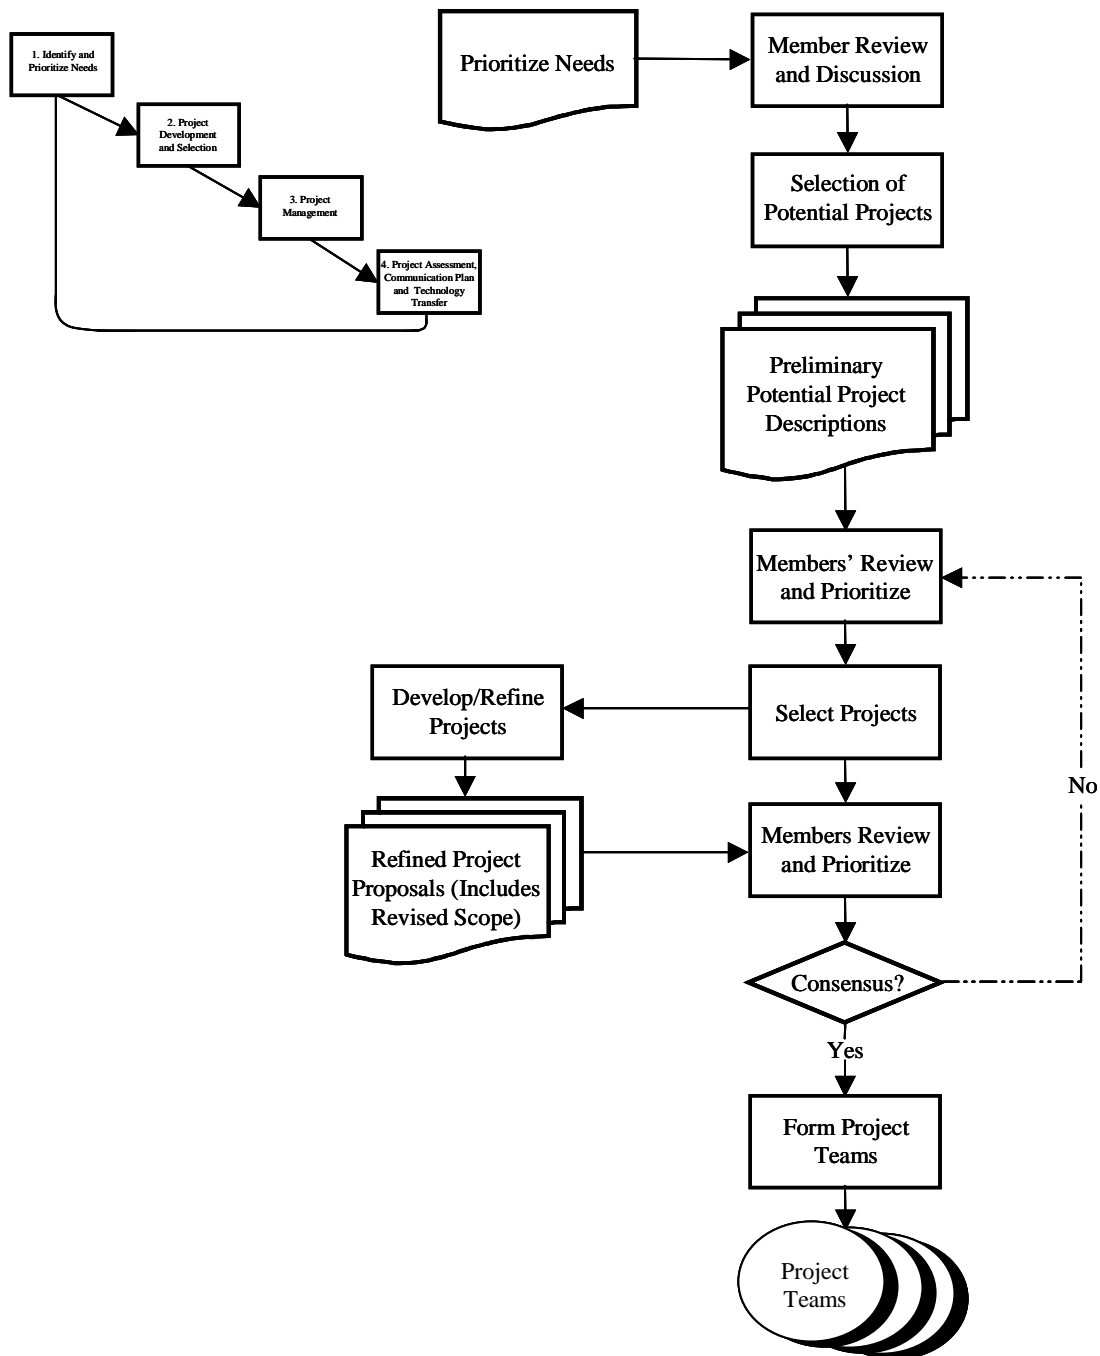 1. Identify and
Prioritize Needs
2. Project
Development
and Selection
3. Project
Management
4. Project Assessment,
Communication Plan
and Technology
Transfer
Prioritize Needs
Member Review
and Discussion
Selection of
Potential Projects
Preliminary
Potential Project
Descriptions
Members’ Review
and Prioritize
Select Projects
Develop/Refine
Projects
Refined Project
Proposals (Includes
Revised Scope)
Members Review
and Prioritize
No
Consensus?
Yes
Form Project
Teams
Project
Teams